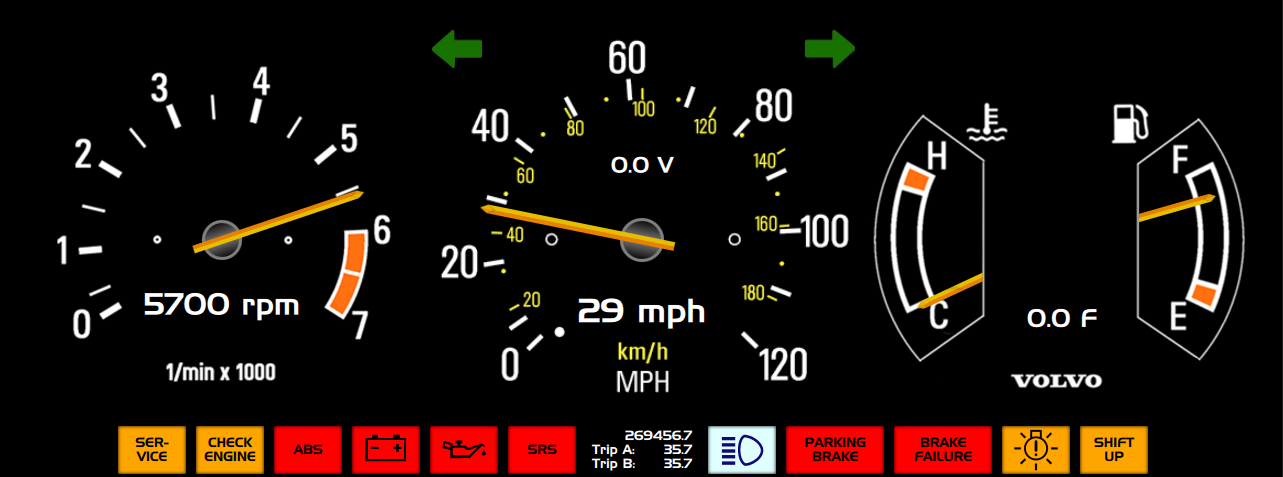 0
1
2
3
4
5
6
7
5700 rpm
1/min x 1000
0
20
40
60
80
100
120
20
40
60
80
100
120
140
160
180
0.0 V
29 mph
km/h
MPH
H
C
0.0 F
F
E
VOLVO
SER-
VICE
CHECK
ENGINE
ABS
SRS
269456.7
Trip A: 35.7
Trip B: 35.7
PARKING
BRAKE
BRAKE
FAILURE
SHIFT
UP